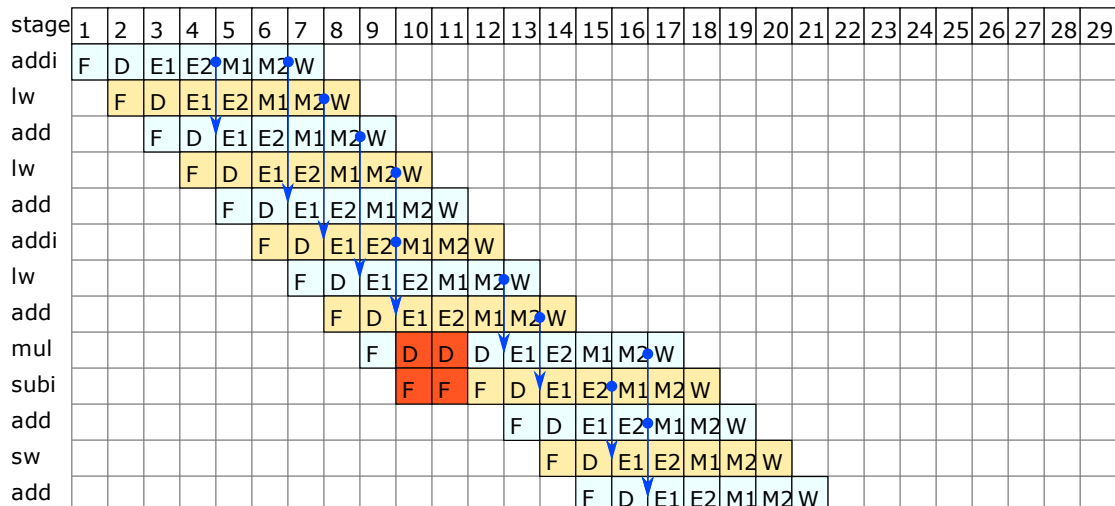 stage 1 2 3 4 5 6 7 8 9 10 11 12 13 14 15 16 17 18 19 20 21 22 23 24 25 26 27 28 29
addi F D E1 E2 M1 M2 W
lw F D E1 E2 M1 M2 W
add F D E1 E2 M1 M2 W
lw F D E1 E2 M1 M2 W
add F D E1 E2 M1 M2 W
addi F D E1 E2 M1 M2 W
lw F D E1 E2 M1 M2 W
add F D E1 E2 M1 M2 W
mul F D D D E1 E2 M1 M2 W
subi F F F D E1 E2 M1 M2 W
add F D E1 E2 M1 M2 W
sw F D E1 E2 M1 M2 W
add F D E1 E2 M1 M2 W